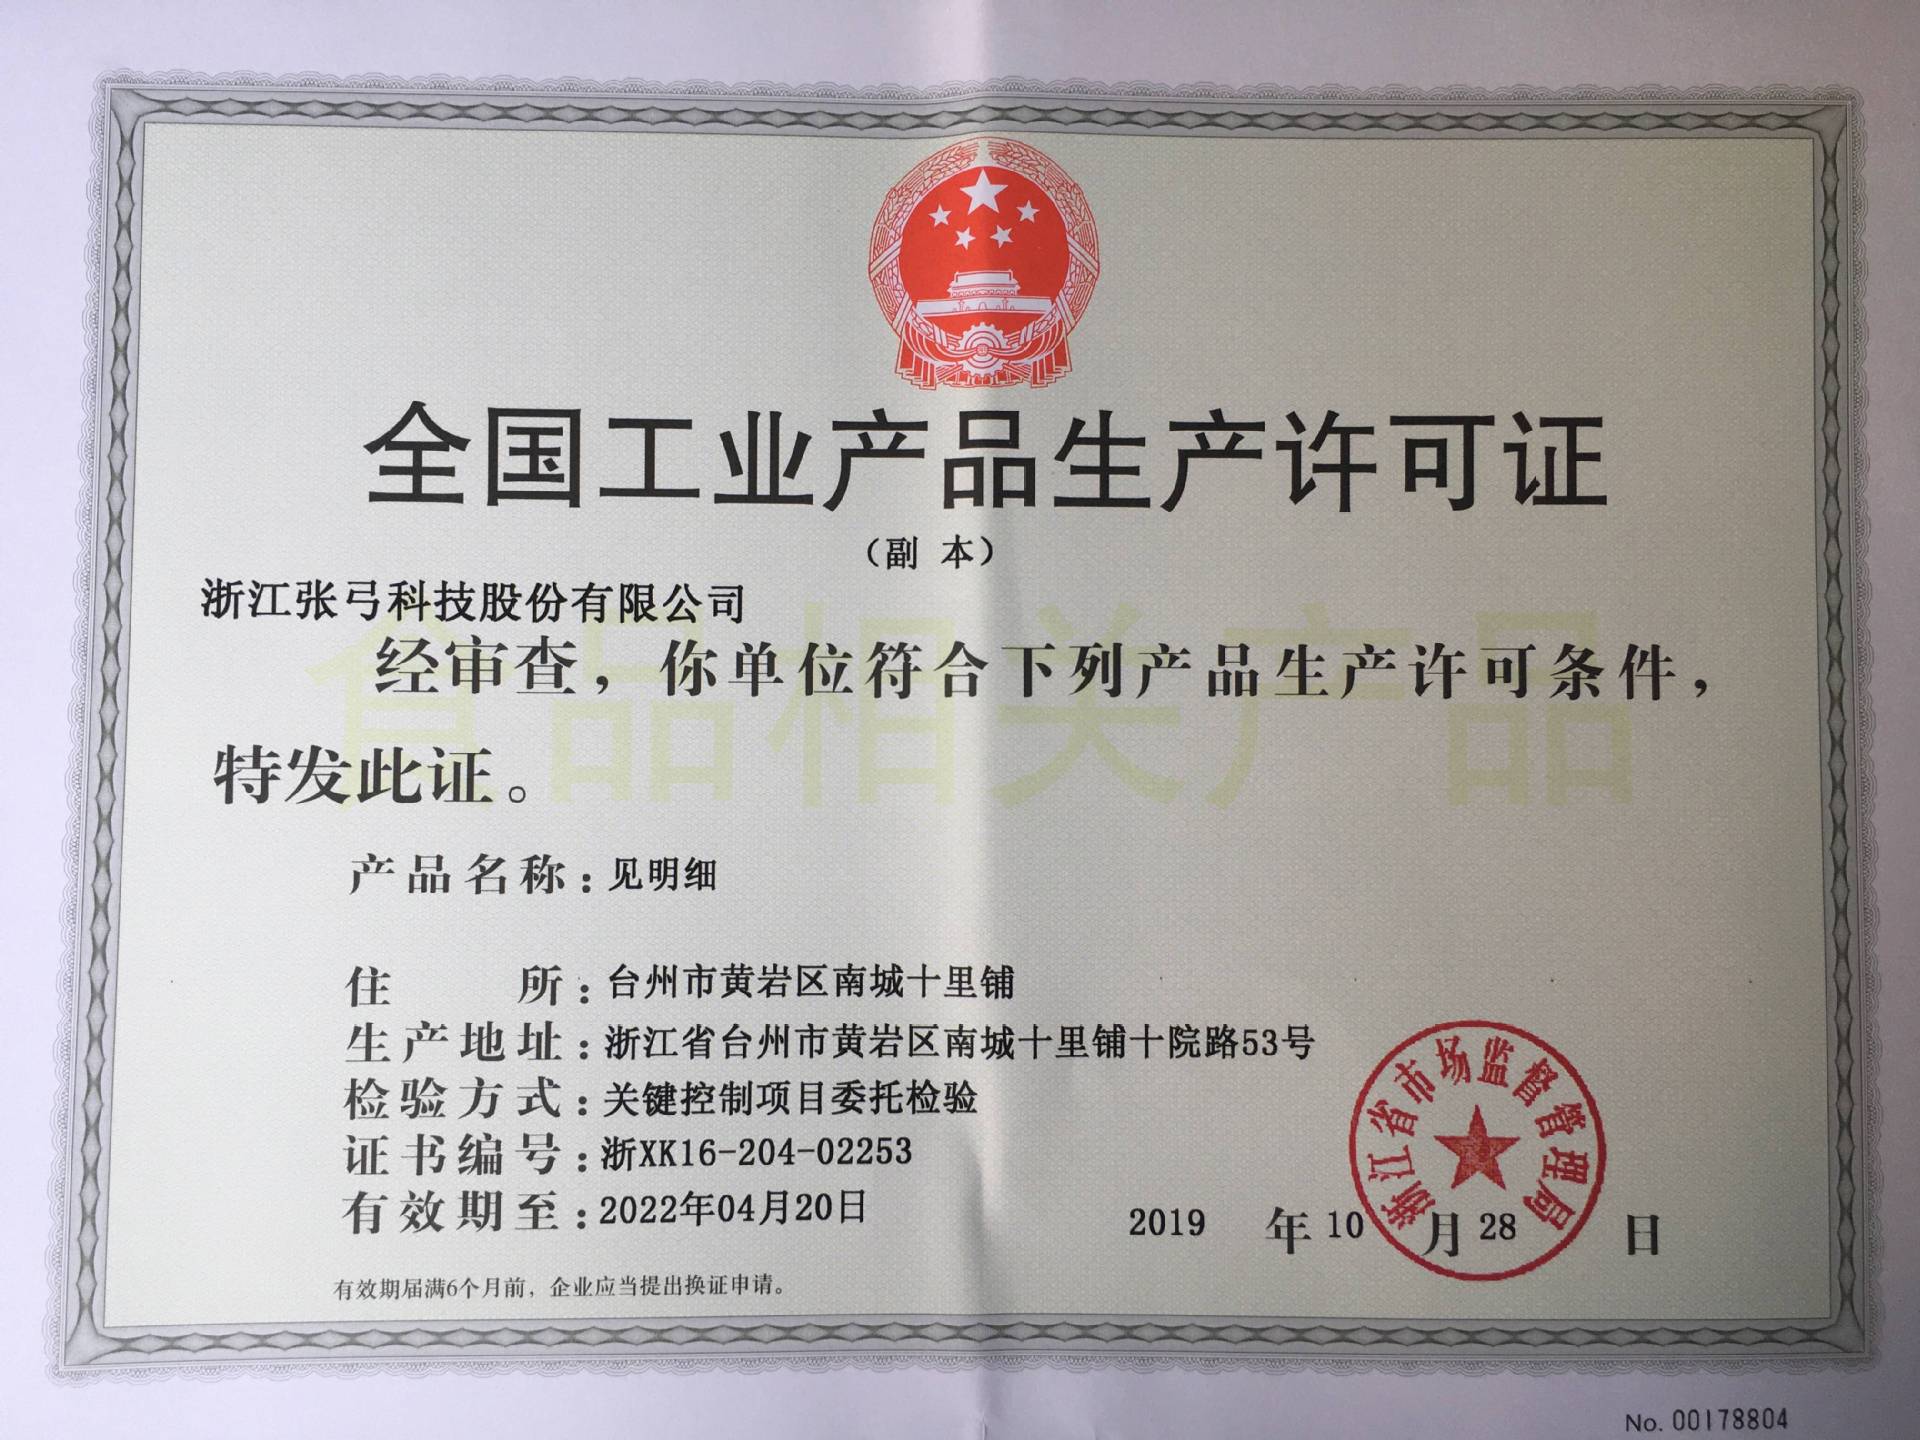 全国工业产品生产许可证
（副 本）
浙江张弓科技股份有限公司
经审查，你单位符合下列产品生产许可条件，
特发此证。
食品相关产品
产品名称：见明细
住所：台州市黄岩区南城十里铺
生产地址：浙江省台州市黄岩区南城十里铺十院路53号
检验方式：关键控制项目委托检验
证书编号：浙XK16-204-02253
有效期至：2022年04月20日
2019 年 10 月 28 日
浙江省市场监督管理局
有效期届满6个月前，企业应当提出换证申请。
No. 00178804